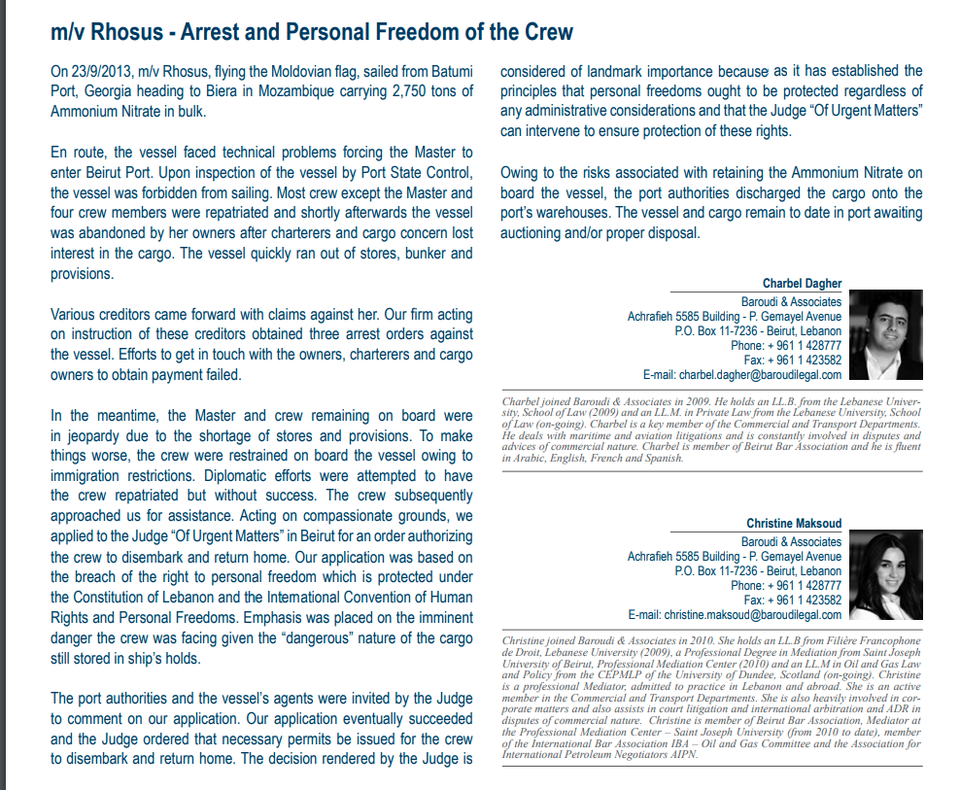 m/v Rhosus - Arrest and Personal Freedom of the Crew
On 23/9/2013, m/v Rhosus, flying the Moldovian flag, sailed from Batumi
Port, Georgia heading to Biera in Mozambique carrying 2,750 tons of
Ammonium Nitrate in bulk.
En route, the vessel faced technical problems forcing the Master to
enter Beirut Port. Upon inspection of the vessel by Port State Control,
the vessel was forbidden from sailing. Most crew except the Master and
four crew members were repatriated and shortly afterwards the vessel
was abandoned by her owners after charterers and cargo concern lost
interest in the cargo. The vessel quickly ran out of stores, bunker and
provisions.
Various creditors came forward with claims against her. Our firm acting
on instruction of these creditors obtained three arrest orders against
the vessel. Efforts to get in touch with the owners, charterers and cargo
owners to obtain payment failed.
In the meantime, the Master and crew remaining on board were
in jeopardy due to the shortage of stores and provisions. To make
things worse, the crew were restrained on board the vessel owing to
immigration restrictions. Diplomatic efforts were attempted to have
the crew repatriated but without success. The crew subsequently
approached us for assistance. Acting on compassionate grounds, we
applied to the Judge “Of Urgent Matters” in Beirut for an order authorizing
the crew to disembark and return home. Our application was based on
the breach of the right to personal freedom which is protected under
the Constitution of Lebanon and the International Convention of Human
Rights and Personal Freedoms. Emphasis was placed on the imminent
danger the crew was facing given the “dangerous” nature of the cargo
still stored in ship’s holds.
The port authorities and the vessel’s agents were invited by the Judge
to comment on our application. Our application eventually succeeded
and the Judge ordered that necessary permits be issued for the crew
to disembark and return home. The decision rendered by the Judge is
considered of landmark importance because as it has established the
principles that personal freedoms ought to be protected regardless of
any administrative considerations and that the Judge “Of Urgent Matters”
can intervene to ensure protection of these rights.
Owing to the risks associated with retaining the Ammonium Nitrate on
board the vessel, the port authorities discharged the cargo onto the
port’s warehouses. The vessel and cargo remain to date in port awaiting
auctioning and/or proper disposal.
Charbel Dagher
Baroudi & Associates
Achrafieh 5585 Building - P. Gemayel Avenue
P.O. Box 11-7236 - Beirut, Lebanon
Phone: + 961 1 428777
Fax: + 961 1 423582
E-mail: charbel.dagher@baroudilegal.com
Charbel joined Baroudi & Associates in 2009. He holds an LL.B. from the Lebanese Univer-
sity, School of Law (2009) and an LL.M. in Private Law from the Lebanese University, School
of Law (on-going). Charbel is a key member of the Commercial and Transport Departments.
He deals with maritime and aviation litigations and is constantly involved in disputes and
advices of commercial nature. Charbel is member of Beirut Bar Association and he is fluent
in Arabic, English, French and Spanish.
Christine Maksoud
Baroudi & Associates
Achrafieh 5585 Building - P. Gemayel Avenue
P.O. Box 11-7236 - Beirut, Lebanon
Phone: + 961 1 428777
Fax: + 961 1 423582
E-mail: christine.maksoud@baroudilegal.com
Christine joined Baroudi & Associates in 2010. She holds an LL.B from Filière Francophone
de Droit, Lebanese University (2009), a Professional Degree in Mediation from Saint Joseph
University of Beirut, Professional Mediation Center (2010) and an LL.M in Oil and Gas Law
and Policy from the CEPMLP of the University of Dundee, Scotland (on-going). Christine
is a professional Mediator, admitted to practice in Lebanon and abroad. She is an active
member in the Commercial and Transport Departments. She is also heavily involved in cor-
porate matters and also assists in court litigation and international arbitration and ADR in
disputes of commercial nature. Christine is member of Beirut Bar Association, Mediator at
the Professional Mediation Center – Saint Joseph University (from 2010 to date), member
of the International Bar Association IBA – Oil and Gas Committee and the Association for
International Petroleum Negotiators AIPN.